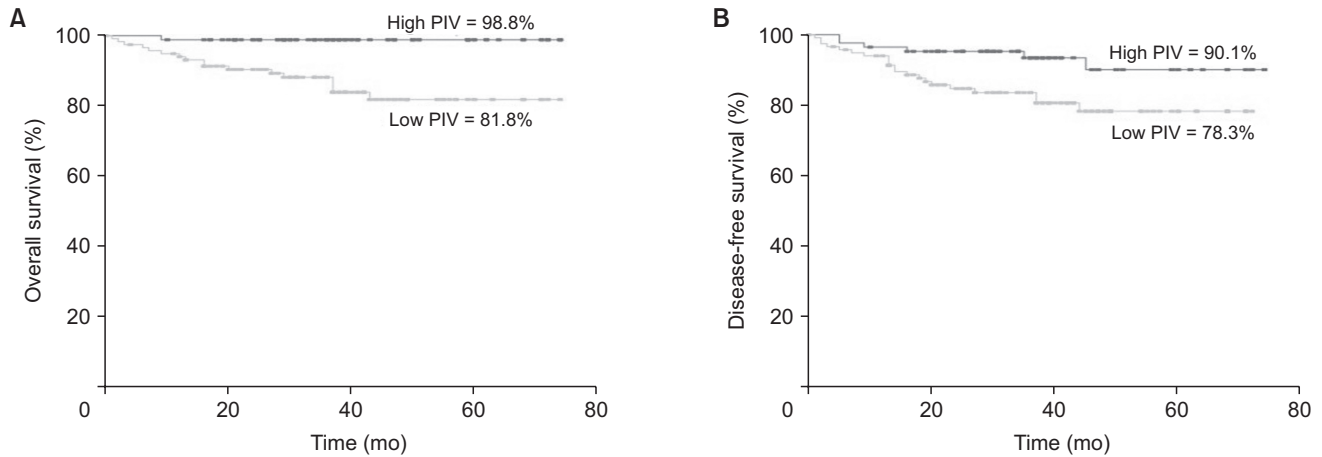 A
High PIV = 98.8%
Low PIV = 81.8%
Overall survival (%)
100
80
60
40
20
0
20
40
60
80
Time (mo)
B
High PIV = 90.1%
Low PIV = 78.3%
Disease-free survival (%)
100
80
60
40
20
0
20
40
60
80
Time (mo)